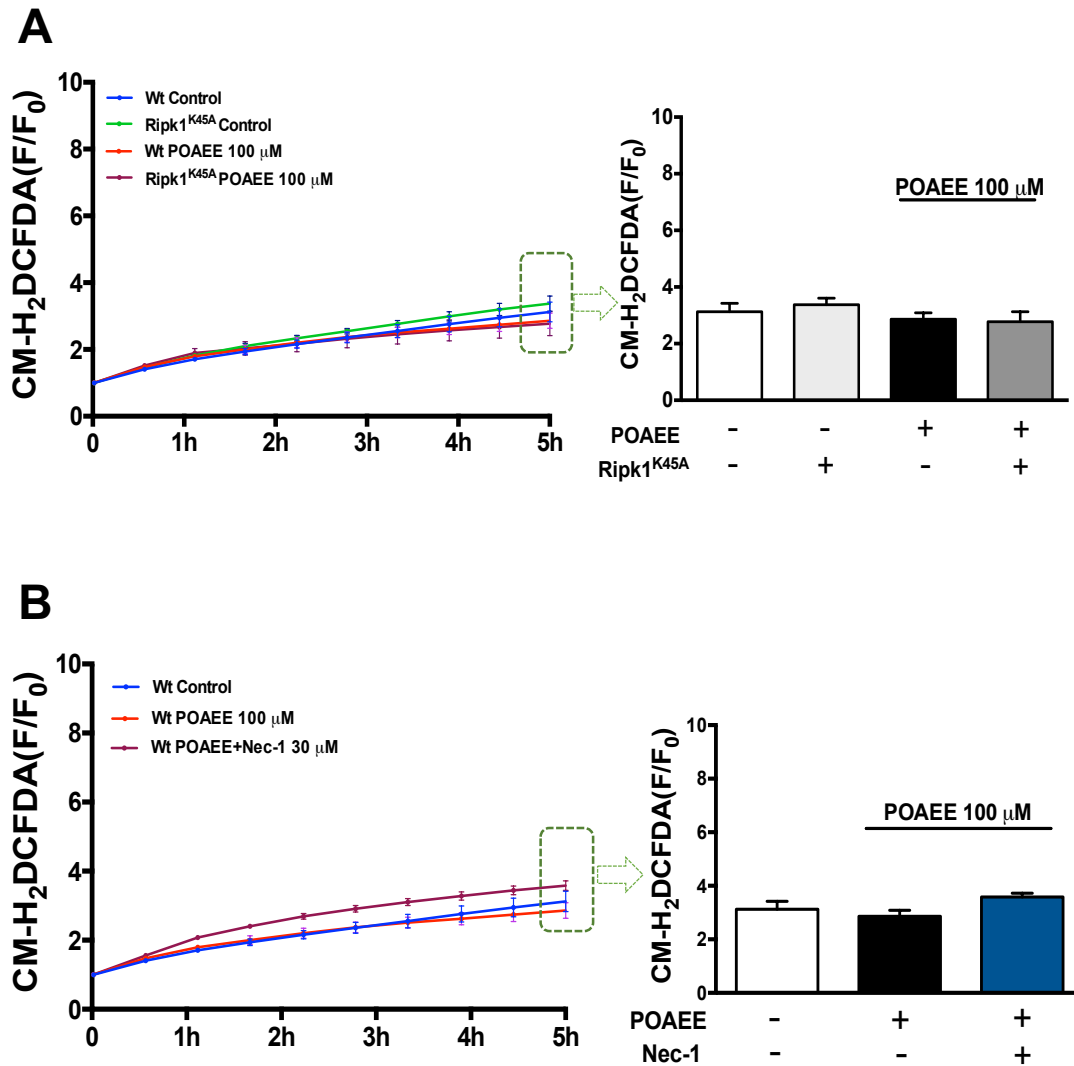 A
CM-H₂DCFDA(F/F₀)
10
8
6
4
2
0
Wt Control
Ripk1ᴷ⁴⁵ᴬ Control
Wt POAEE 100 μM
Ripk1ᴷ⁴⁵ᴬ POAEE 100 μM
0 1h 2h 3h 4h 5h
CM-H₂DCFDA(F/F₀)
10
8
6
4
2
0
POAEE 100 μM
POAEE - - + +
Ripk1ᴷ⁴⁵ᴬ - + - +
B
CM-H₂DCFDA(F/F₀)
10
8
6
4
2
0
Wt Control
Wt POAEE 100 μM
Wt POAEE+Nec-1 30 μM
0 1h 2h 3h 4h 5h
CM-H₂DCFDA(F/F₀)
10
8
6
4
2
0
POAEE 100 μM
POAEE - + +
Nec-1 - - +